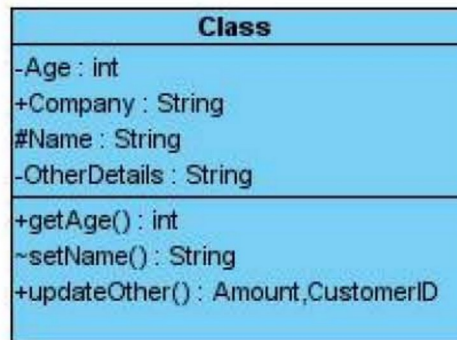 Class
-Age : int
+Company : String
#Name : String
-OtherDetails : String
+getAge() : int
~setName() : String
+updateOther() : Amount,CustomerID